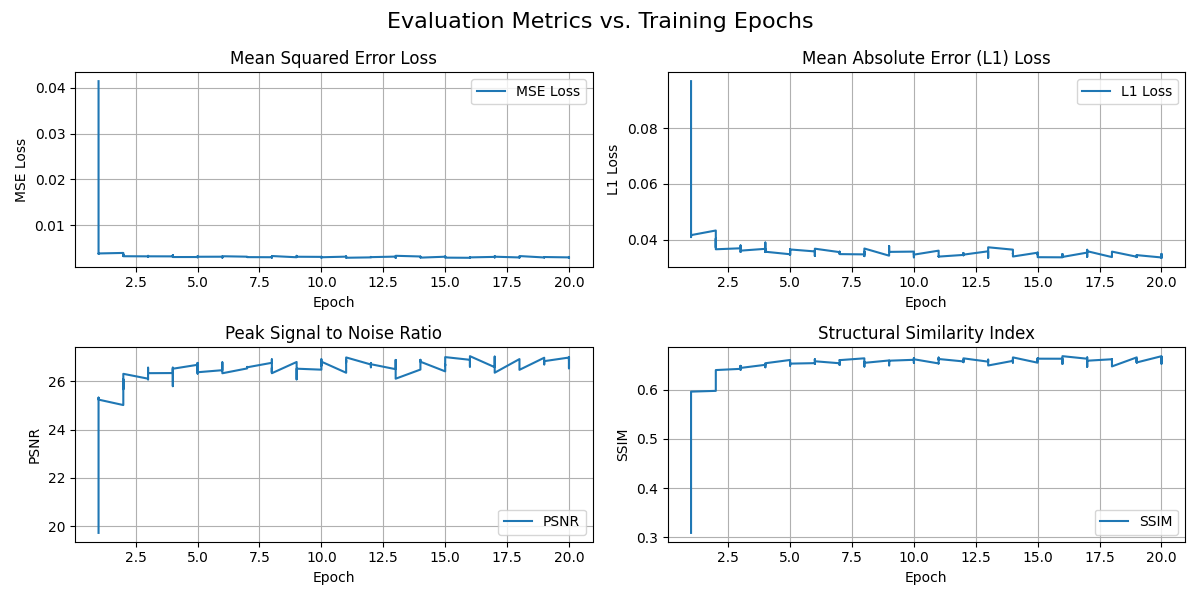 Evaluation Metrics vs. Training Epochs
Mean Squared Error Loss
MSE Loss
0.04
0.03
0.02
0.01
MSE Loss
2.5 5.0 7.5 10.0 12.5 15.0 17.5 20.0
Epoch
Mean Absolute Error (L1) Loss
L1 Loss
0.08
0.06
0.04
L1 Loss
2.5 5.0 7.5 10.0 12.5 15.0 17.5 20.0
Epoch
Peak Signal to Noise Ratio
26
24
22
20
PSNR
PSNR
2.5 5.0 7.5 10.0 12.5 15.0 17.5 20.0
Epoch
Structural Similarity Index
0.6
0.5
0.4
0.3
SSIM
SSIM
2.5 5.0 7.5 10.0 12.5 15.0 17.5 20.0
Epoch